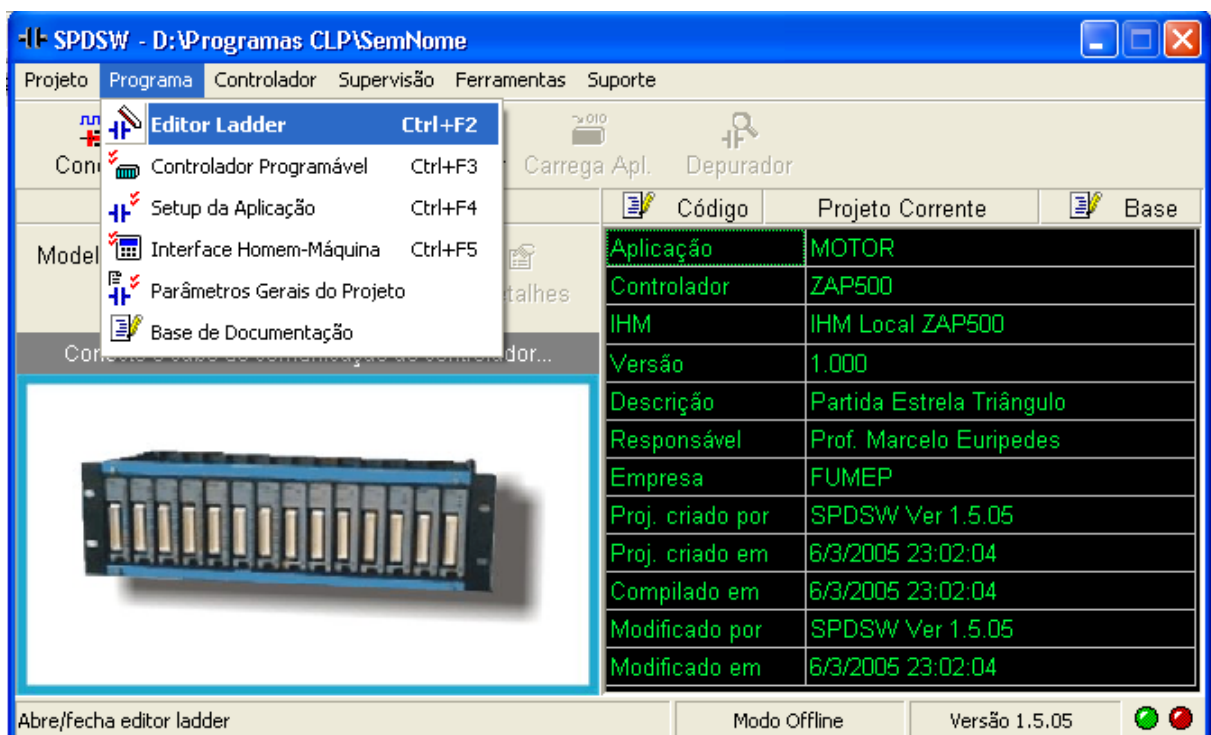 SPDSW - D:\Programas CLP\SemNome
Projeto Programa Controlador Supervisão Ferramentas Suporte
Editor Ladder Ctrl+F2
Controlador Programável Ctrl+F3
Setup da Aplicação Ctrl+F4
Interface Homem-Máquina Ctrl+F5
Parâmetros Gerais do Projeto
Base de Documentação
Carrega Apl. Depurador
Código Projeto Corrente Base
Aplicação MOTOR
Controlador ZAP500
IHM IHM Local ZAP500
Versão 1.000
Descrição Partida Estrela Triângulo
Responsável Prof. Marcelo Euripedes
Empresa FUMEP
Proj. criado por SPDSW Ver 1.5.05
Proj. criado em 6/3/2005 23:02:04
Compilado em 6/3/2005 23:02:04
Modificado por SPDSW Ver 1.5.05
Modificado em 6/3/2005 23:02:04
Abre/fecha editor ladder Modo Offline Versão 1.5.05